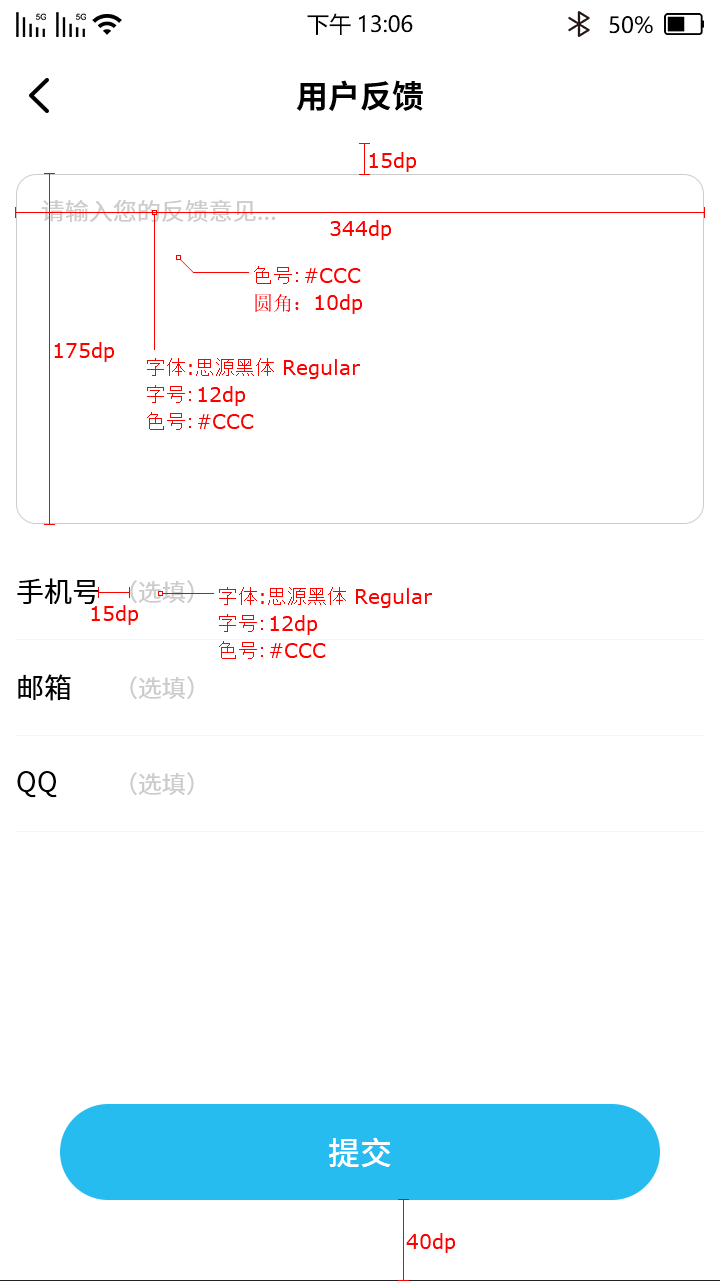 5G 5G 下午 13:06 50%
用户反馈
15dp
请输入您的反馈意见...
344dp
色号: #CCC
圆角：10dp
175dp
字体:思源黑体 Regular
字号: 12dp
色号: #CCC
手机号 （选填） 字体:思源黑体 Regular
15dp
字号: 12dp
色号: #CCC
邮箱 （选填）
QQ （选填）
提交
40dp